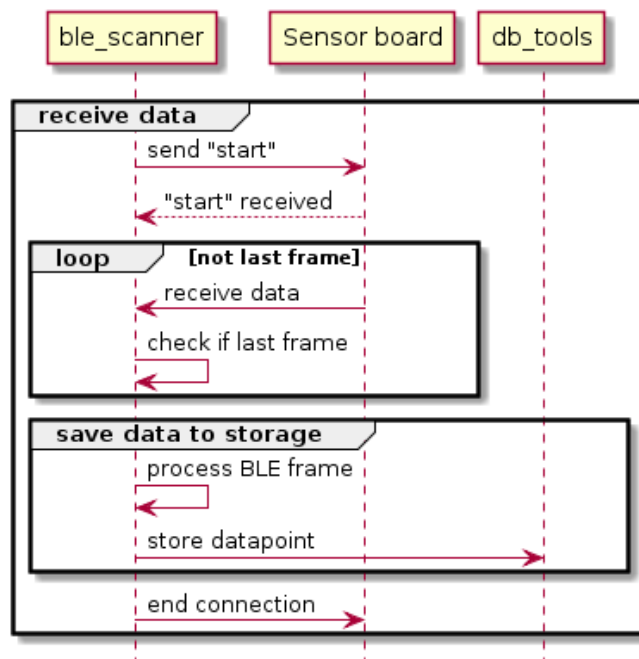 ble_scanner
Sensor board
db_tools
receive data
send "start"
"start" received
loop
[not last frame]
receive data
check if last frame
save data to storage
process BLE frame
store datapoint
end connection